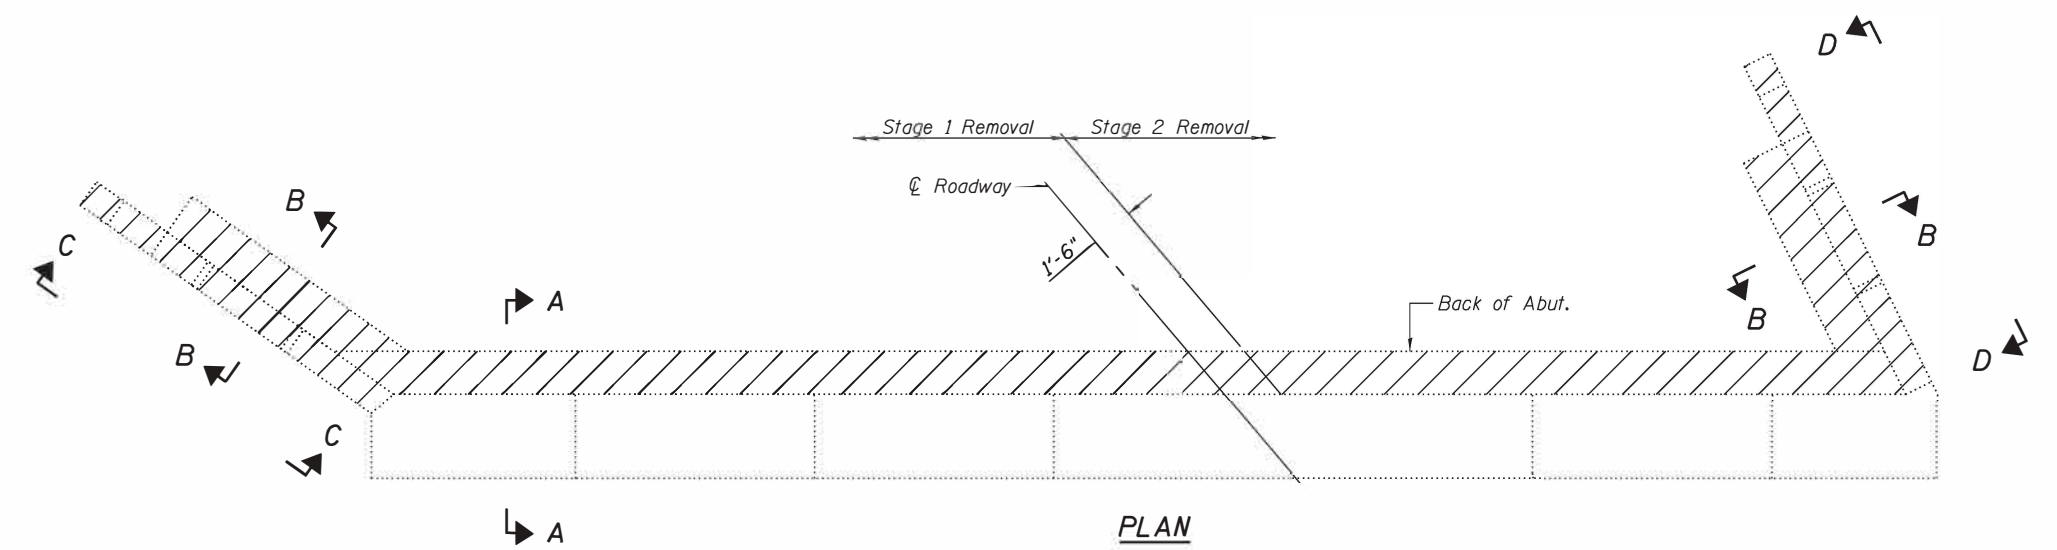 D
Stage 1 Removal
Stage 2 Removal
℄ Roadway
B
C
B
1'-6"
A
Back of Abut.
B
B
D
C
A
PLAN